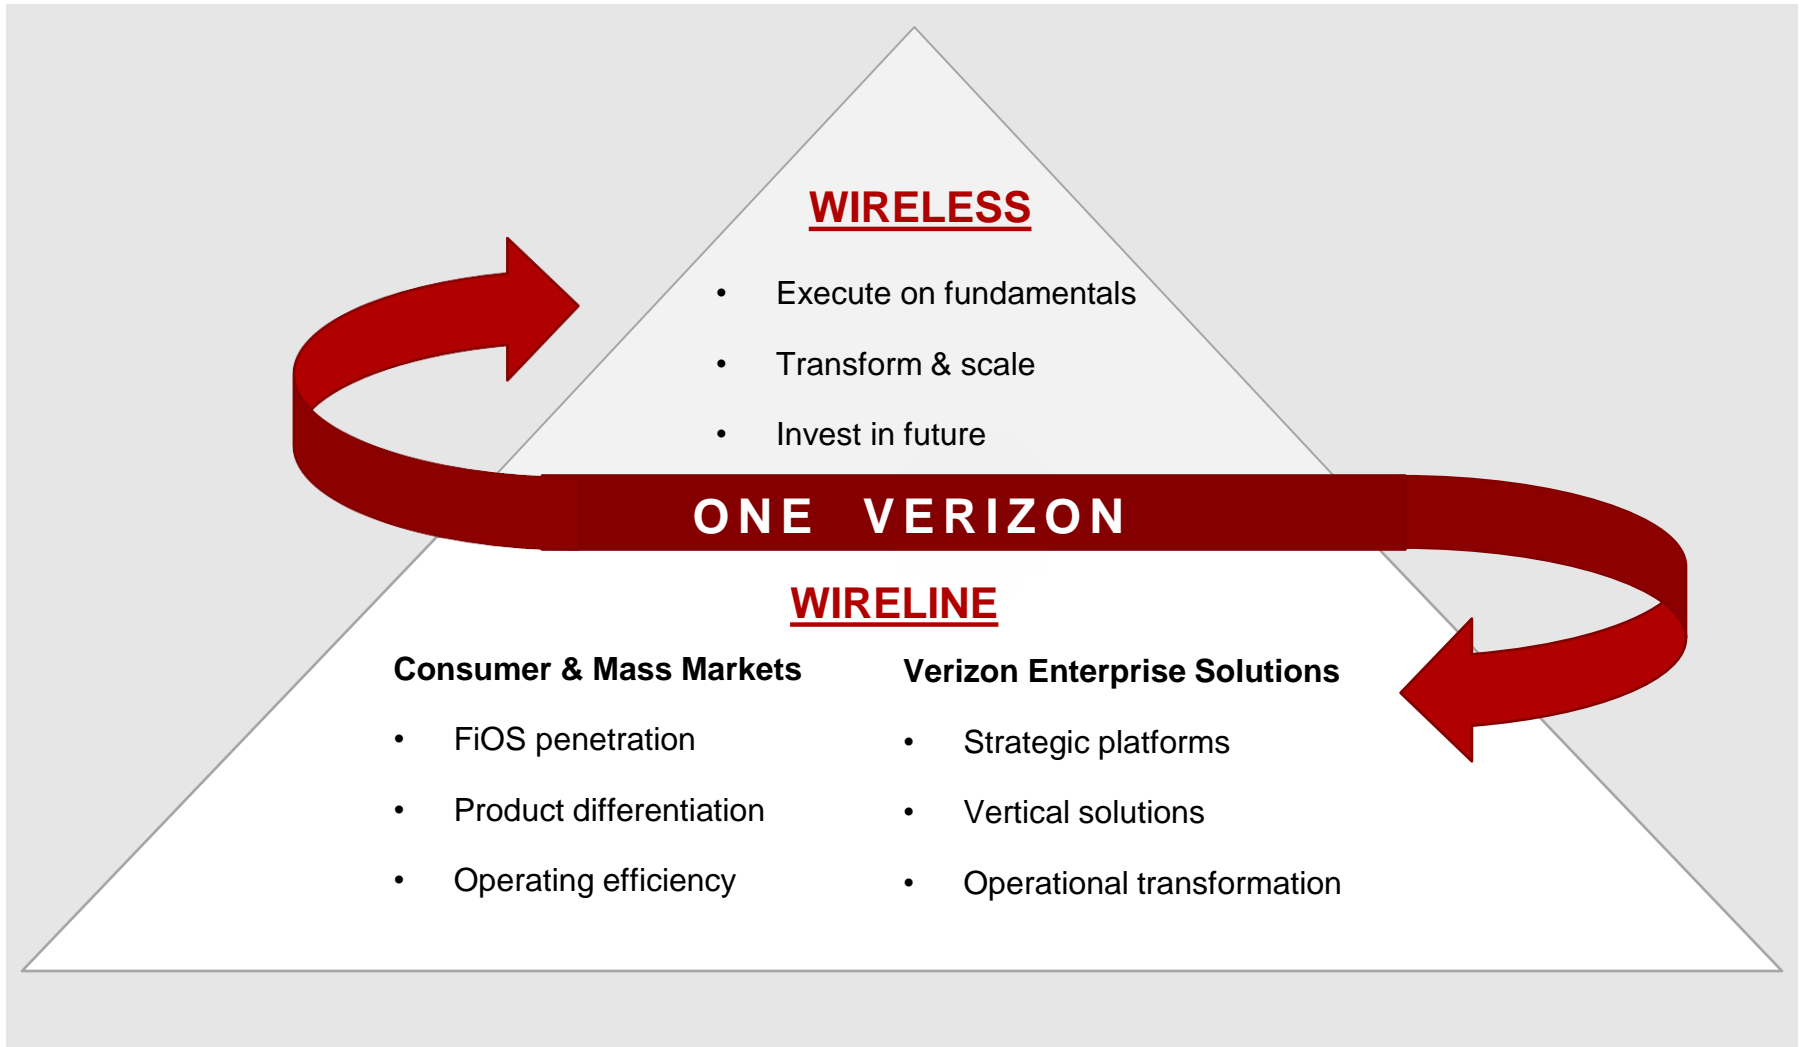 WIRELESS
• Execute on fundamentals
• Transform & scale
• Invest in future
ONE VERIZON
WIRELINE
Consumer & Mass Markets
• FiOS penetration
• Product differentiation
• Operating efficiency
Verizon Enterprise Solutions
• Strategic platforms
• Vertical solutions
• Operational transformation